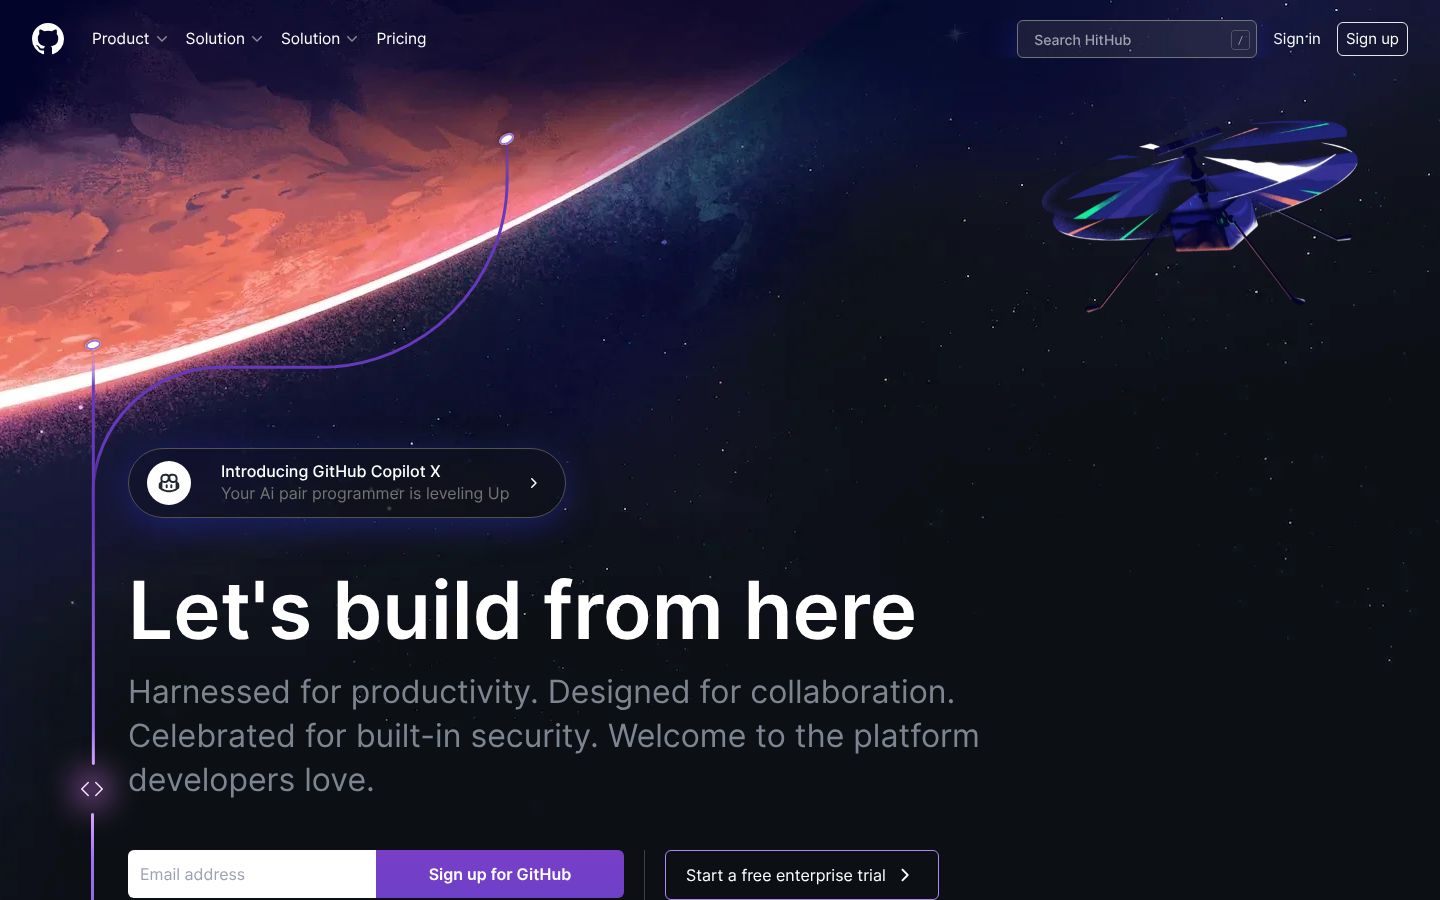 Product
Solution
Solution
Pricing
Search HitHub
/
Sign in
Sign up
Introducing GitHub Copilot X
Your Ai pair programmer is leveling Up
Let's build from here
Harnessed for productivity. Designed for collaboration.
Celebrated for built-in security. Welcome to the platform
developers love.
Email address
Sign up for GitHub
Start a free enterprise trial